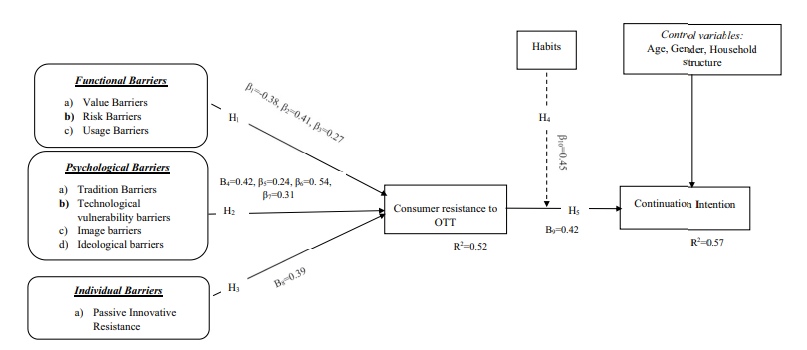 Habits
Control variables:
Age, Gender, Household
structure
Functional Barriers
a) Value Barriers
b) Risk Barriers
c) Usage Barriers
H₁
β₁=-0.38, β₂=0.41, β₃=0.27
H₄
β₁₀=0.45
Psychological Barriers
a) Tradition Barriers
b) Technological
vulnerability barriers
c) Image barriers
d) Ideological barriers
Β₄=0.42, β₅=0.24, β₆=0. 54,
β₇=0.31
H₂
Consumer resistance to
OTT
R²=0.52
H₅
Β₉=0.42
Continuation Intention
R²=0.57
Individual Barriers
a) Passive Innovative
Resistance
H₃
Β₈=0.39